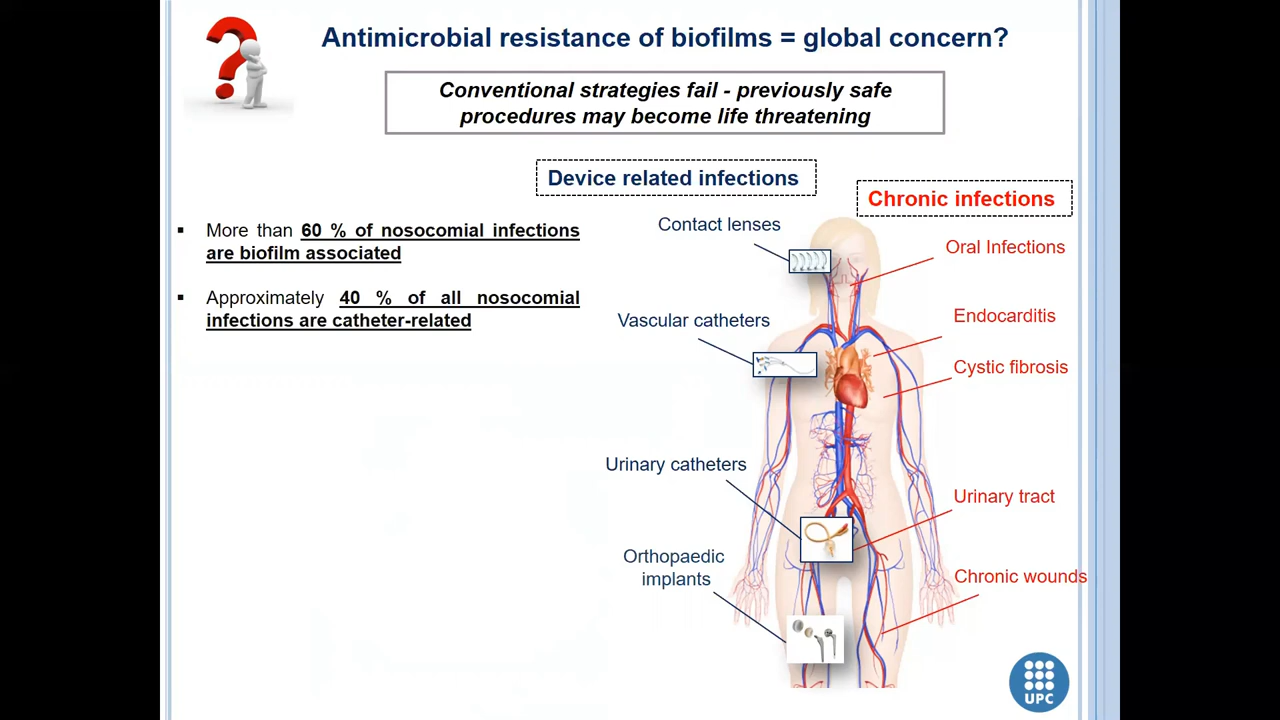 Antimicrobial resistance of biofilms = global concern?
Conventional strategies fail - previously safe
procedures may become life threatening
Device related infections
Chronic infections
▪ More than 60 % of nosocomial infections
are biofilm associated
▪ Approximately 40 % of all nosocomial
infections are catheter-related
Contact lenses
Vascular catheters
Urinary catheters
Orthopaedic
implants
Oral Infections
Endocarditis
Cystic fibrosis
Urinary tract
Chronic wounds
UPC